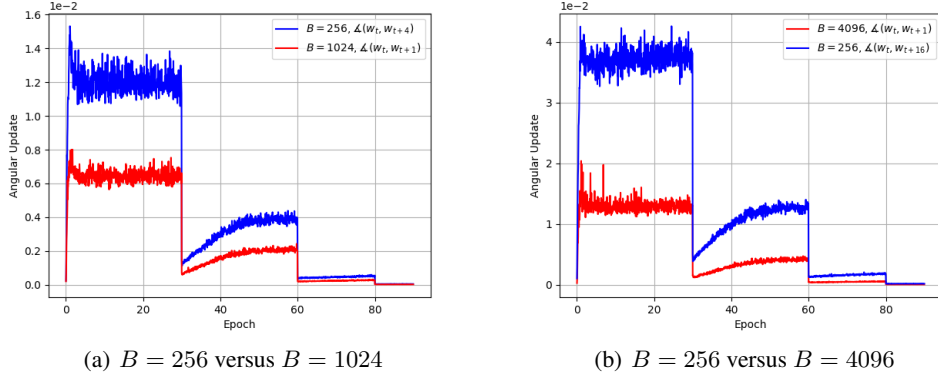 1e−2
1.6
1.4
1.2
1.0
0.8
0.6
0.4
0.2
0.0
Angular Update
0 20 40 60 80
Epoch
B = 256, ∡(w_t, w_{t+4})
B = 1024, ∡(w_t, w_{t+1})
(a) B = 256 versus B = 1024
1e−2
4
3
2
1
0
Angular Update
0 20 40 60 80
Epoch
B = 4096, ∡(w_t, w_{t+1})
B = 256, ∡(w_t, w_{t+16})
(b) B = 256 versus B = 4096